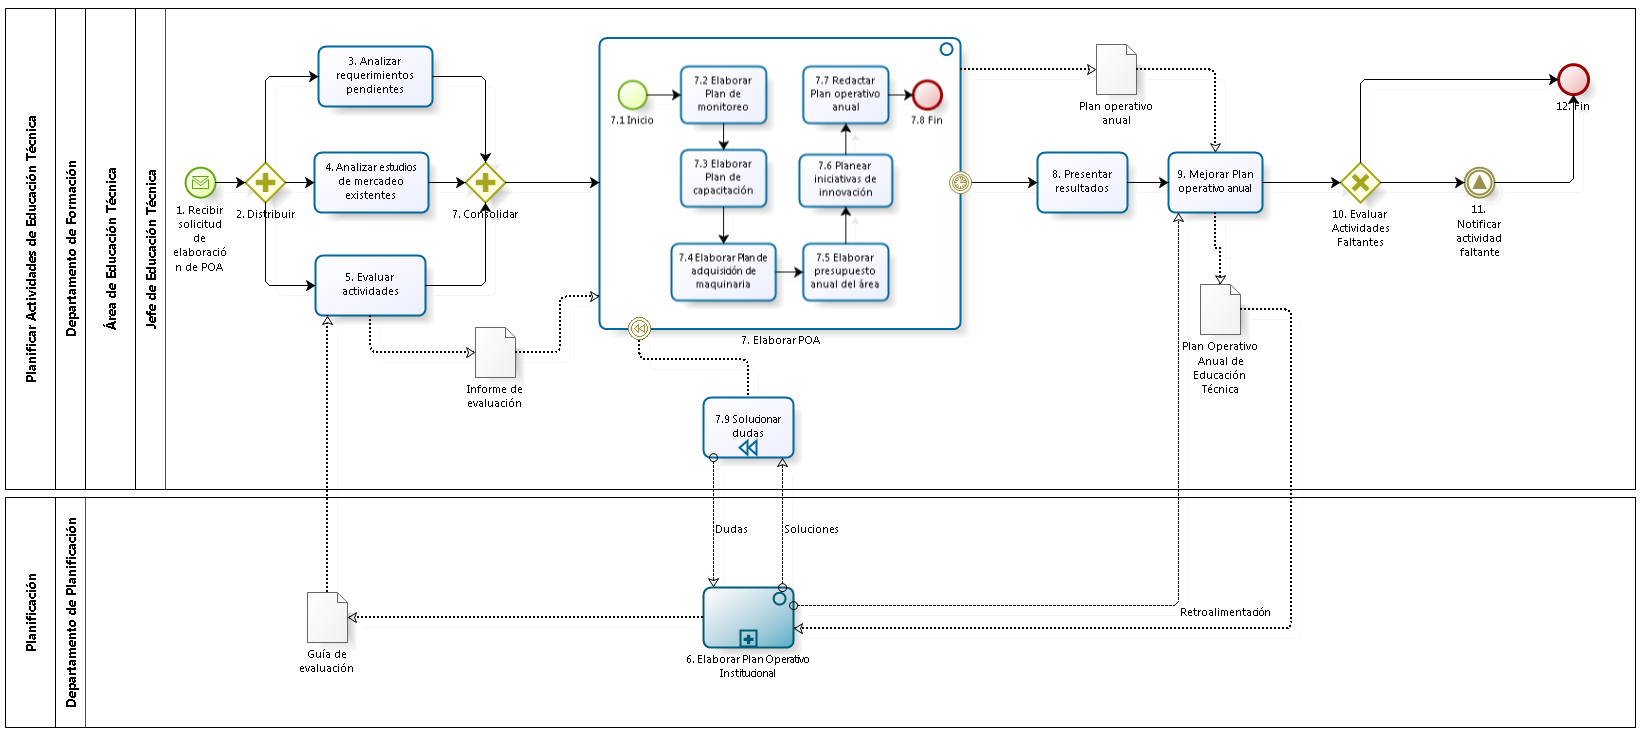 Planificar Actividades de Educación Técnica
Departamento de Formación
Área de Educación Técnica
Jefe de Educación Técnica
1. Recibir
solicitud
de
elaboració
n de POA
2. Distribuir
3. Analizar
requerimientos
pendientes
4. Analizar estudios
de mercadeo
existentes
5. Evaluar
actividades
7. Consolidar
Informe de
evaluación
7.1 Inicio
7.2 Elaborar
Plan de
monitoreo
7.3 Elaborar
Plan de
capacitación
7.4 Elaborar Plan de
adquisición de
maquinaria
7.5 Elaborar
presupuesto
anual del área
7.6 Planear
iniciativas de
innovación
7.7 Redactar
Plan operativo
anual
7.8 Fin
7. Elaborar POA
7.9 Solucionar
dudas
Plan operativo
anual
8. Presentar
resultados
9. Mejorar Plan
operativo anual
Plan Operativo
Anual de
Educación
Técnica
10. Evaluar
Actividades
Faltantes
11.
Notificar
actividad
faltante
12. Fin
Planificación
Departamento de Planificación
Dudas
Soluciones
Guía de
evaluación
6. Elaborar Plan Operativo
Institucional
Retroalimentación